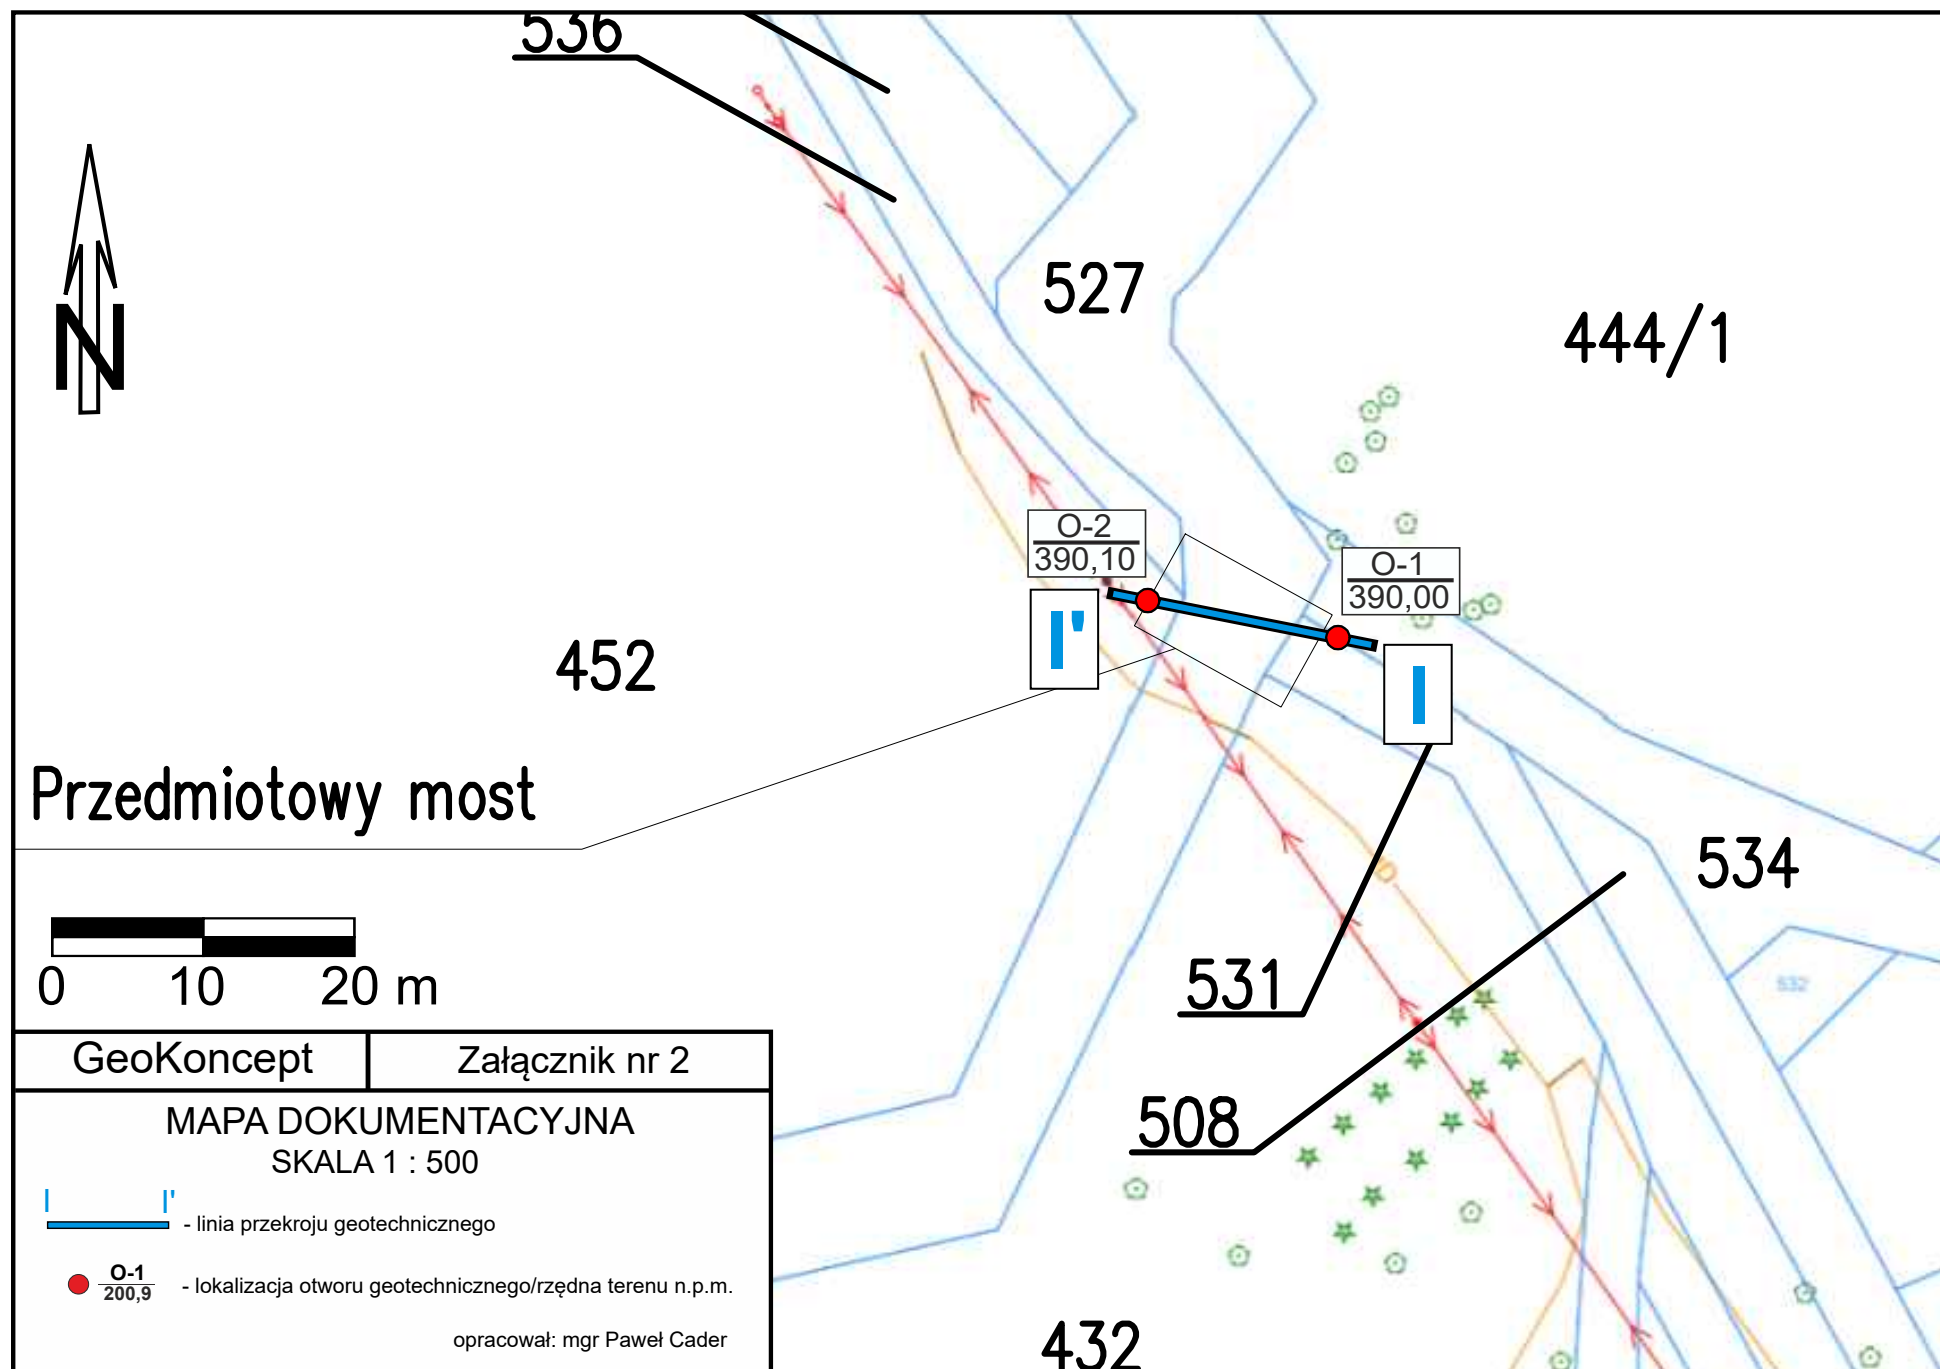 536
N
527
444/1
O-2
390,10
O-1
390,00
I'
I
452
Przedmiotowy most
534
532
531
0 10 20 m
508
GeoKoncept
Załącznik nr 2
MAPA DOKUMENTACYJNA
SKALA 1 : 500
I I'
- linia przekroju geotechnicznego
O-1
200,9
- lokalizacja otworu geotechnicznego/rzędna terenu n.p.m.
opracował: mgr Paweł Cader
432